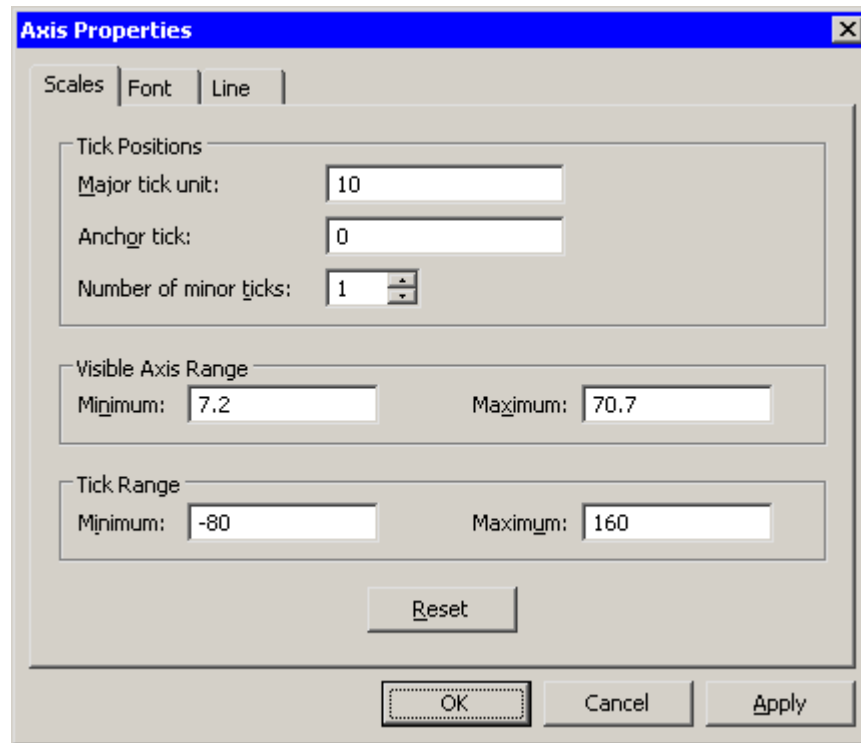 Axis Properties
Scales Font Line
Tick Positions
Major tick unit: 10
Anchor tick: 0
Number of minor ticks: 1
Visible Axis Range
Minimum: 7.2 Maximum: 70.7
Tick Range
Minimum: -80 Maximum: 160
Reset
OK Cancel Apply